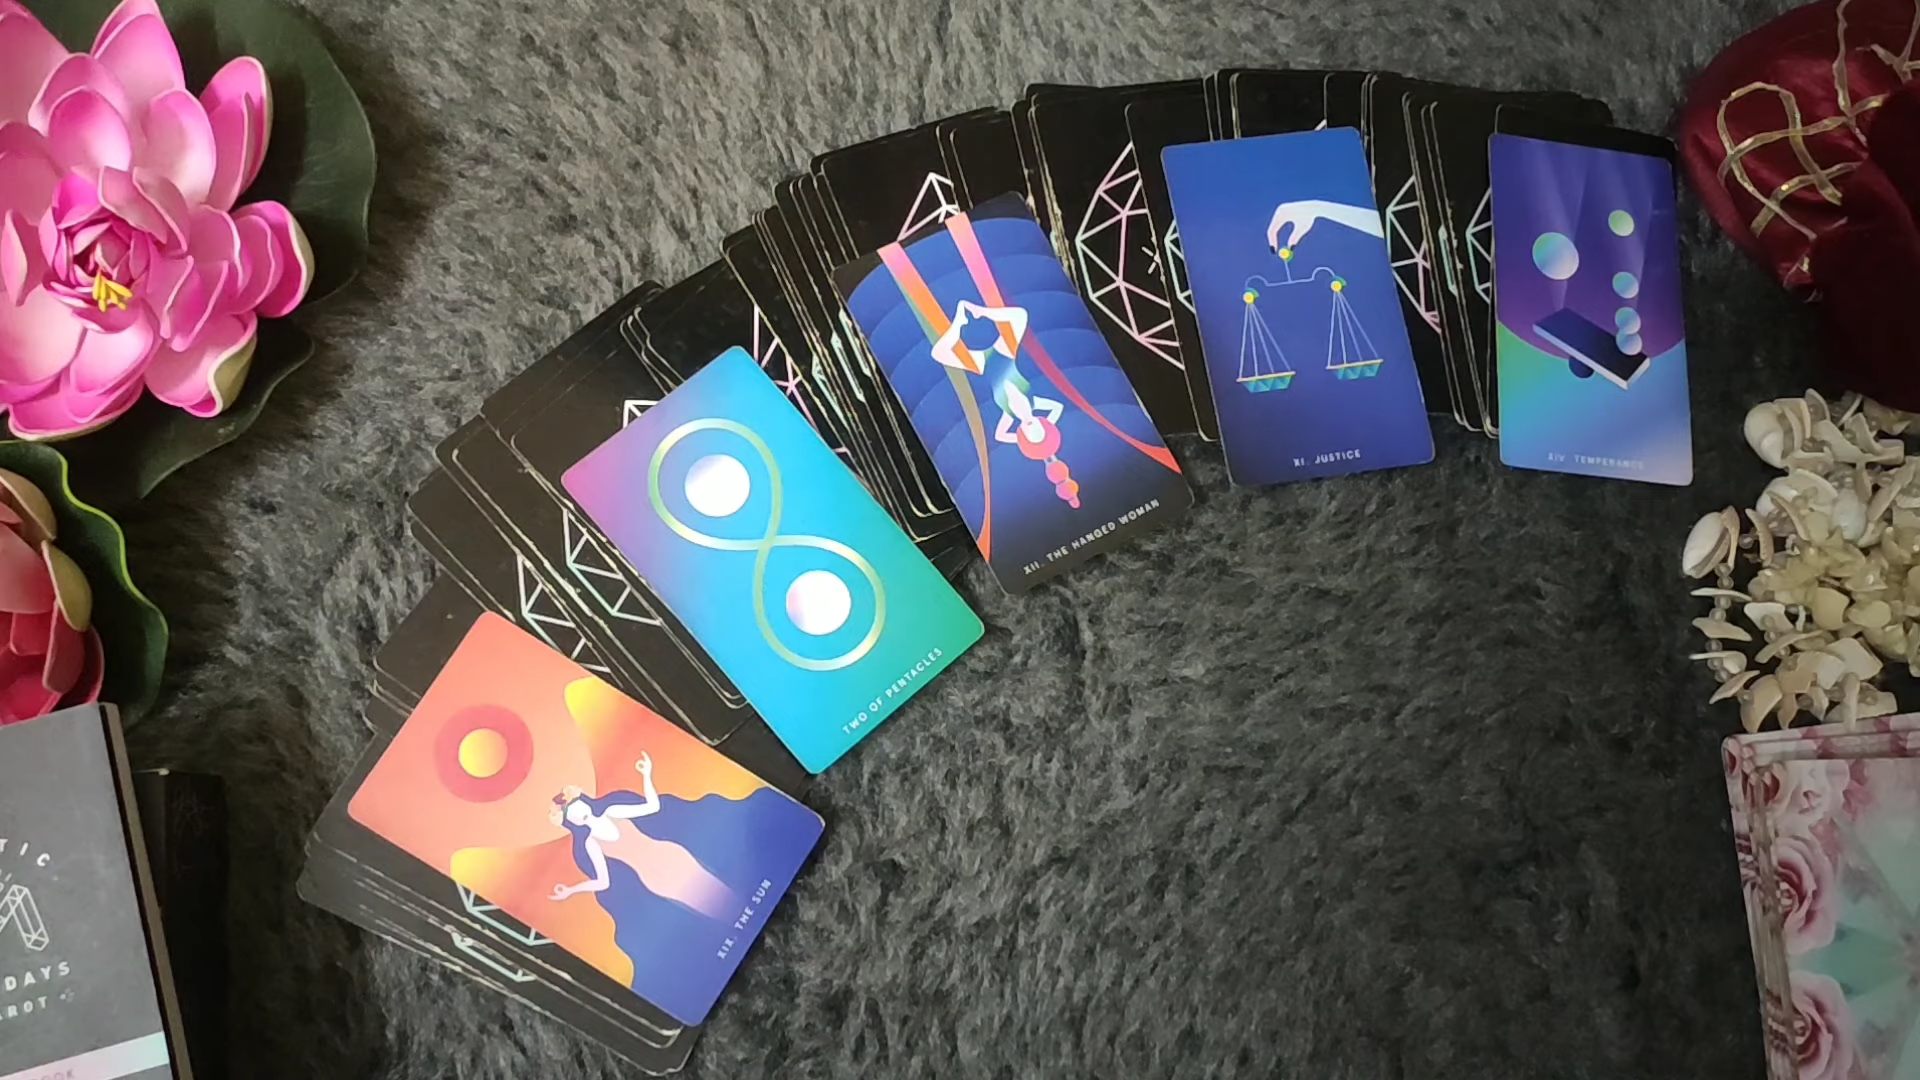 XI. JUSTICE
XIV. TEMPERANCE
XII. THE HANGED WOMAN
TWO OF PENTACLES
XIX. THE SUN
TIC
DAYS
AROT